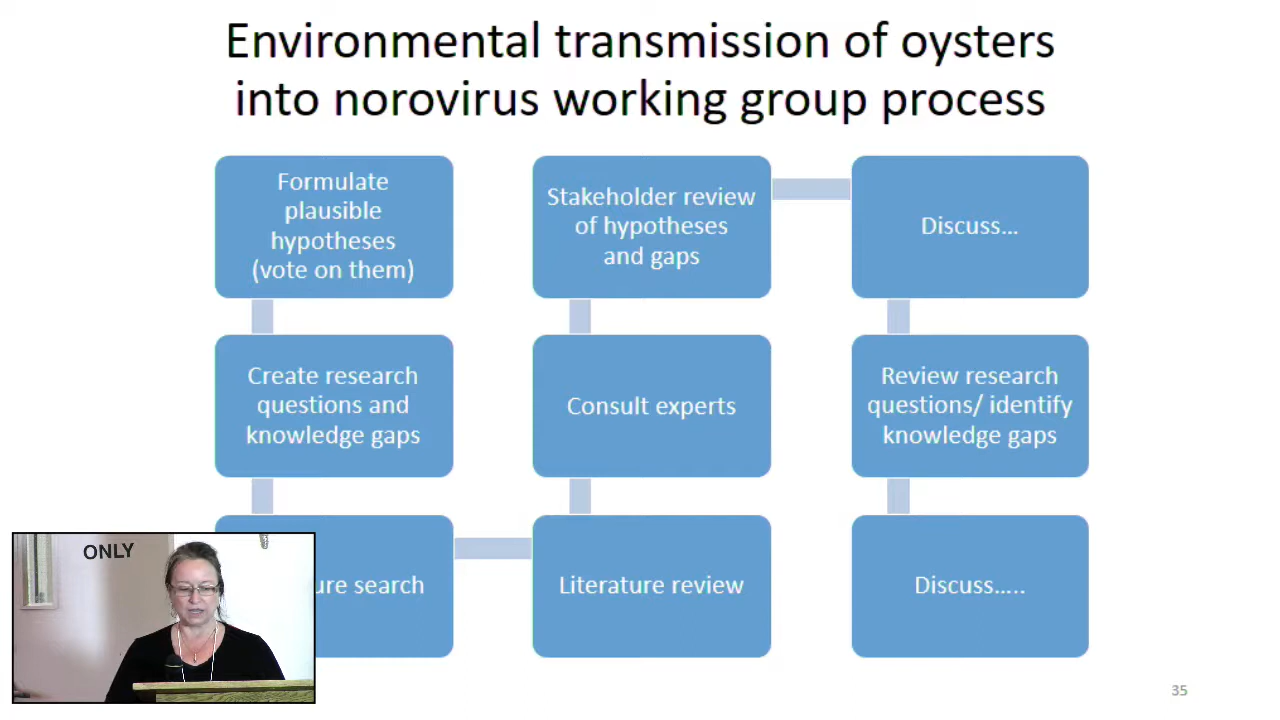 Environmental transmission of oysters
into norovirus working group process
Formulate
plausible
hypotheses
(vote on them)
Create research
questions and
knowledge gaps
search
Literature review
Consult experts
Stakeholder review
of hypotheses
and gaps
Discuss…
Review research
questions/ identify
knowledge gaps
Discuss…..
ONLY
35